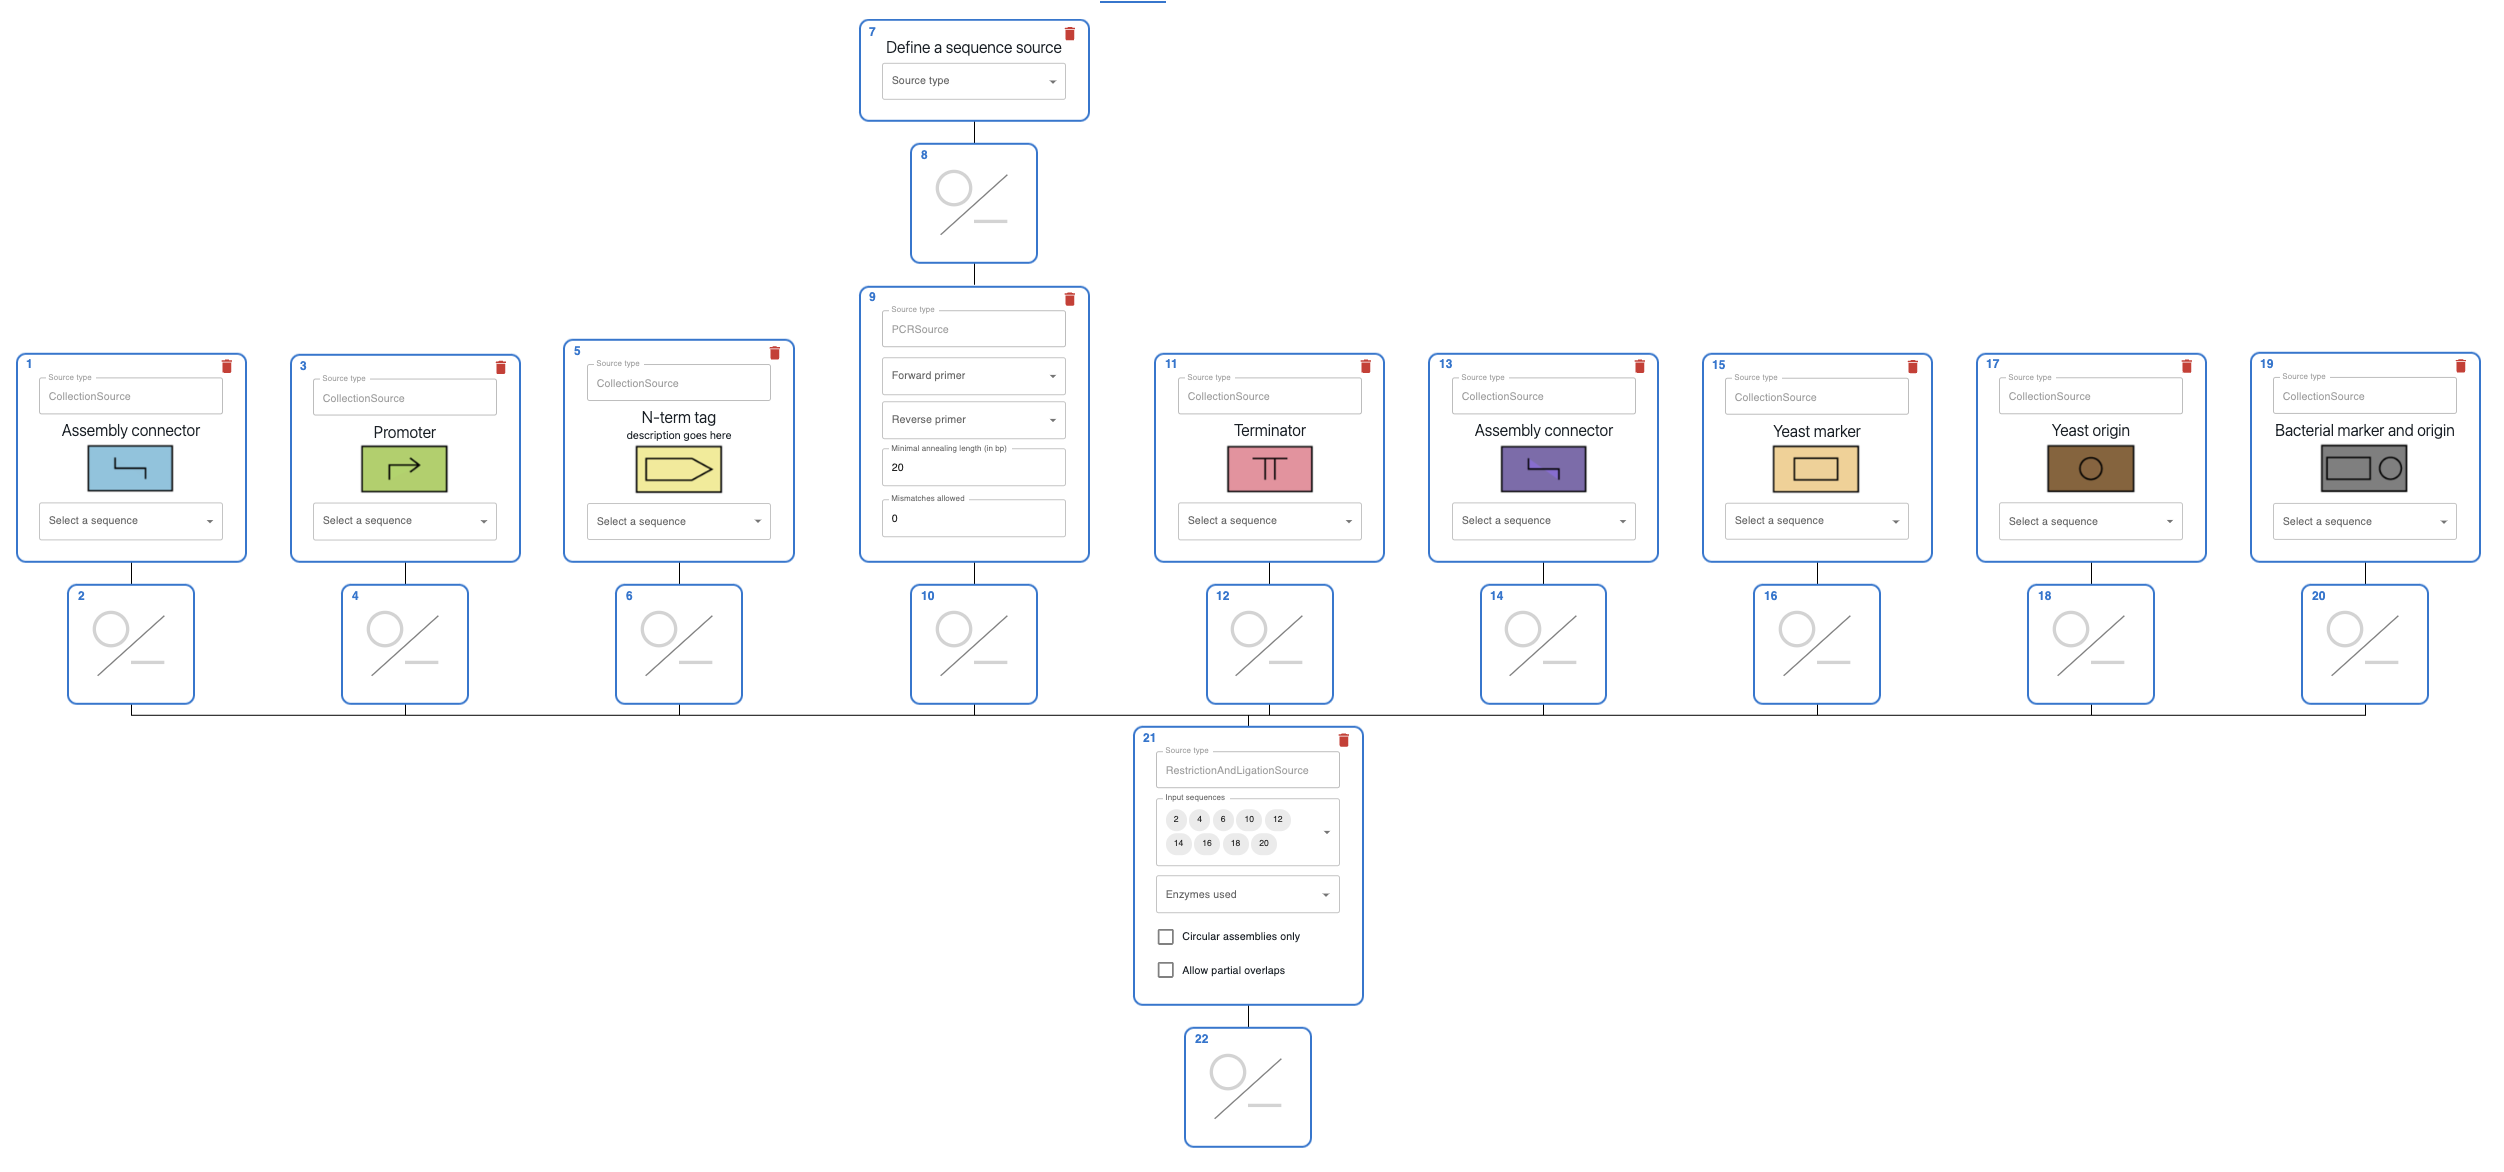 7
Define a sequence source
Source type
8
9
Source type
PCRSource
Forward primer
Reverse primer
Minimal annealing length (in bp)
20
Mismatches allowed
0
1
Source type
CollectionSource
Assembly connector
Select a sequence
3
Source type
CollectionSource
Promoter
Select a sequence
5
Source type
CollectionSource
N-term tag
description goes here
Select a sequence
11
Source type
CollectionSource
Terminator
Select a sequence
13
Source type
CollectionSource
Assembly connector
Select a sequence
15
Source type
CollectionSource
Yeast marker
Select a sequence
17
Source type
CollectionSource
Yeast origin
Select a sequence
19
Source type
CollectionSource
Bacterial marker and origin
Select a sequence
2
4
6
10
12
14
16
18
20
21
Source type
RestrictionAndLigationSource
Input sequences
2 4 6 10 12
14 16 18 20
Enzymes used
Circular assemblies only
Allow partial overlaps
22